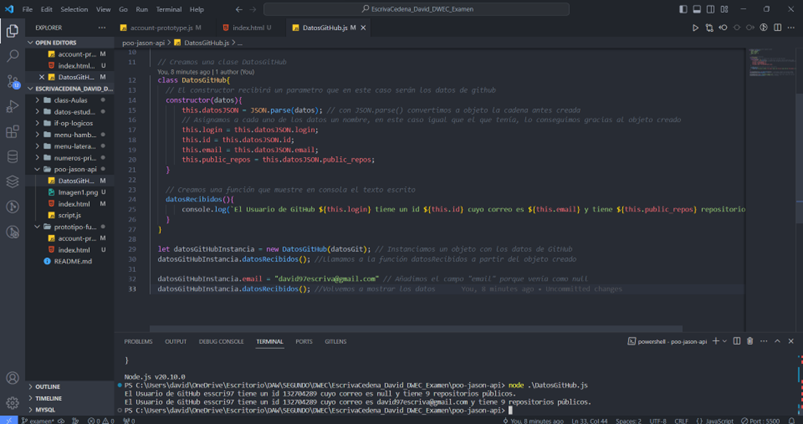 File Edit Selection View Go Run Terminal Help
EscrivaCedena_David_DWEC_Examen
EXPLORER
account-prototype.js M
index.html M
DatosGitHub.js M
OPEN EDITORS
account-pr... M
index.html... M
DatosGitH... M
ESCRIVACEDENA_DAVID_DWEC...
class-Aulas
datos-estud...
if-op-logicos
menu-hamb...
menu-latera...
numeros-pri...
poo-jason-api
DatosGitH... M
Imagen1.png M
index.html M
script.js
prototipo-fu...
account-pr... M
index.html M
README.md
OUTLINE
TIMELINE
MYSQL
poo-jason-api > DatosGitHub.js > ...
10
11 // Creamos una clase DatosGitHub
You, 8 minutes ago | 1 author (You)
12 class DatosGitHub{
13 // El constructor recibirá un parametro que en este caso serán los datos de github
14 constructor(datos){
15 this.datosJSON = JSON.parse(datos); // con JSON.parse() convertimos a objeto la cadena antes creado
16 // Asignamos a cada uno de los datos un nombre, en este caso igual que el que tenía, lo conseguimos gracias al objeto creado
17 this.login = this.datosJSON.login;
18 this.id = this.datosJSON.id;
19 this.email = this.datosJSON.email;
20 this.public_repos = this.datosJSON.public_repos;
21 }
22
23 // Creamos una función que muestre en consola el texto escrito
24 datosRecibidos(){
25 console.log(`El Usuario de GitHub ${this.login} tiene un id ${this.id} cuyo correo es ${this.email} y tiene ${this.public_repos} repositorio
26 }
27 }
28
29 let datosGitHubInstancia = new DatosGitHub(datosGit); // Instanciamos un objeto con los datos de GitHub
30 datosGitHubInstancia.datosRecibidos(); //Llamamos a la función datosRecibidos a partir del objeto creado
31
32 datosGitHubInstancia.email = "david97escriva@gmail.com" // Añadimos el campo "email" porque venía como null
33 datosGitHubInstancia.datosRecibidos(); //Volvemos a mostrar los datos You, 8 minutes ago • Uncommitted changes
PROBLEMS OUTPUT DEBUG CONSOLE TERMINAL PORTS GITLENS
powershell - poo-jason-api
}
Node.js v20.10.0
PS C:\Users\david\OneDrive\Escritorio\DAW\SEGUNDO\DWEC\EscrivaCedena_David_DWEC_Examen\poo-jason-api> node .\DatosGitHub.js
El Usuario de GitHub esscri97 tiene un id 132704289 cuyo correo es null y tiene 9 repositorios públicos.
El Usuario de GitHub esscri97 tiene un id 132704289 cuyo correo es david97escriva@gmail.com y tiene 9 repositorios públicos.
PS C:\Users\david\OneDrive\Escritorio\DAW\SEGUNDO\DWEC\EscrivaCedena_David_DWEC_Examen\poo-jason-api>
examen* 0 0 0 You, 8 minutes ago Ln 33, Col 44 Spaces: 2 UTF-8 CRLF {} JavaScript Port : 5500